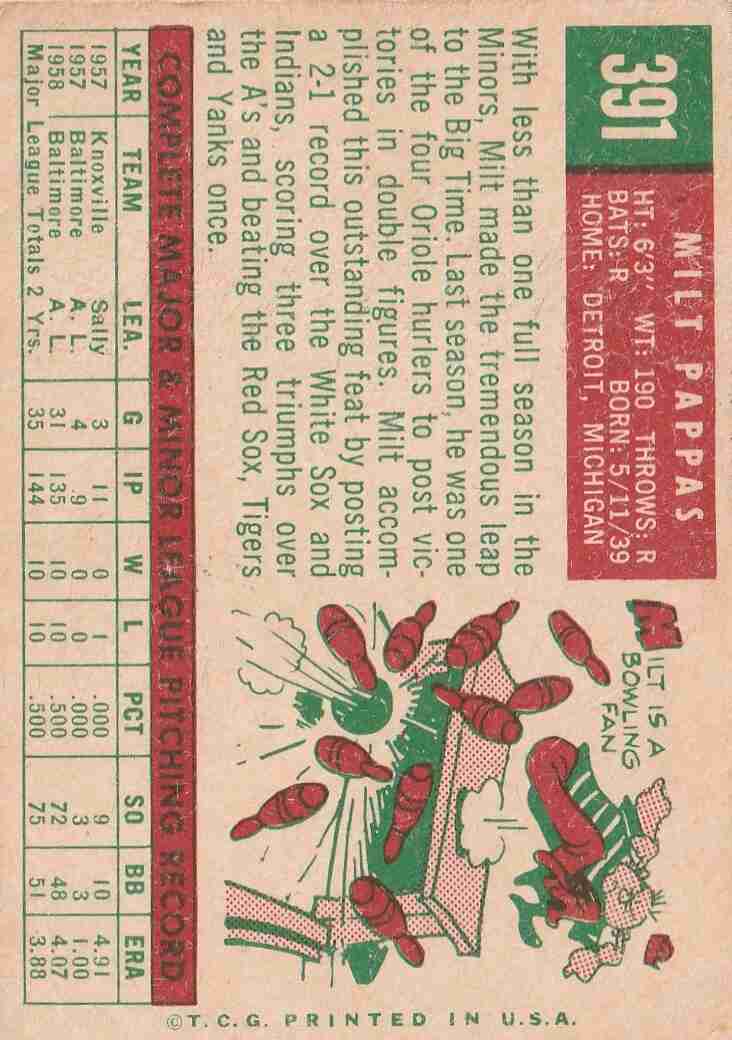 391
MILT PAPPAS
HT: 6'3" WT: 190 THROWS: R
BATS: R BORN: 5/11/39
HOME: DETROIT, MICHIGAN
With less than one full season in the
Minors, Milt made the tremendous leap
to the Big Time. Last season, he was one
of the four Oriole hurlers to post vic-
tories in double figures. Milt accom-
plished this outstanding feat by posting
a 2-1 record over the White Sox and
Indians, scoring three triumphs over
the A's and beating the Red Sox, Tigers
and Yanks once.
MILT IS A
BOWLING
FAN
COMPLETE MAJOR & MINOR LEAGUE PITCHING RECORD
YEAR TEAM LEA. G IP W L PCT SO BB ERA
1957 Knoxville Sally 3 11 0 1 .000 9 10 4.91
1957 Baltimore A. L. 4 9 0 0 .000 3 3 1.00
1958 Baltimore A. L. 31 135 10 10 .500 72 48 4.07
Major League Totals 2 Yrs. 35 144 10 10 .500 75 51 3.88
©T.C.G. PRINTED IN U.S.A.